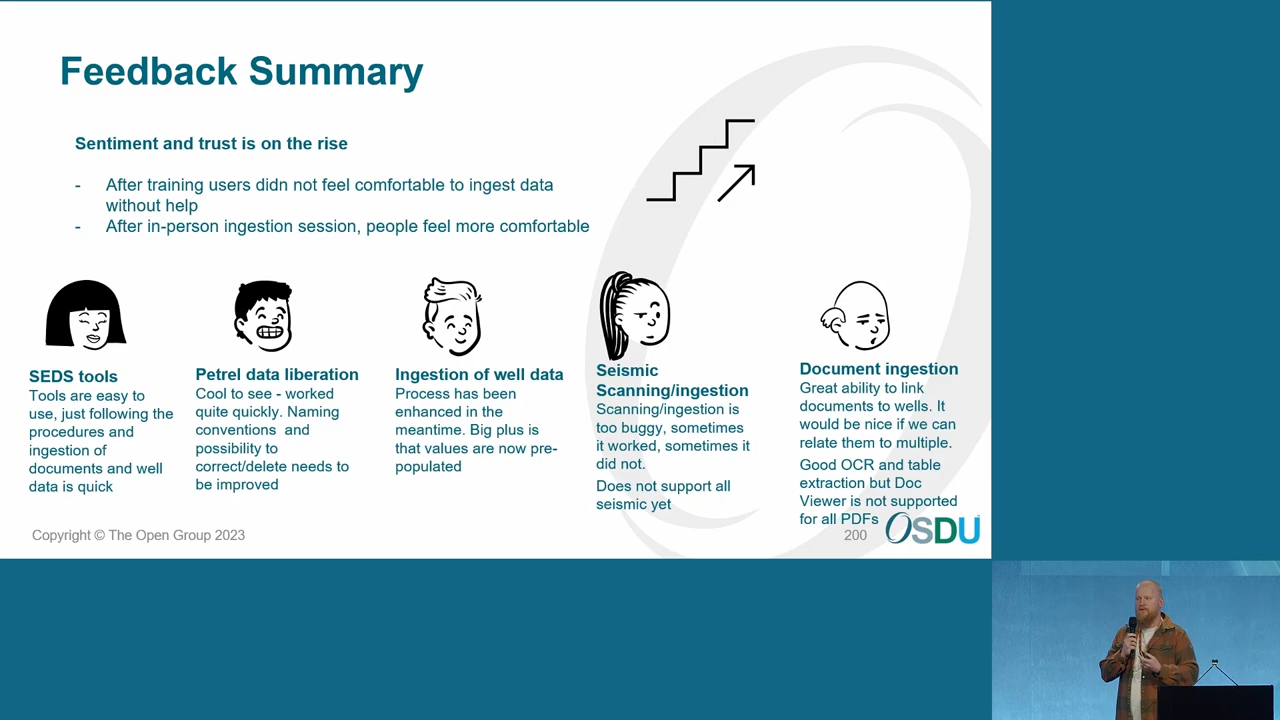 Feedback Summary
Sentiment and trust is on the rise
- After training users didn not feel comfortable to ingest data
without help
- After in-person ingestion session, people feel more comfortable
SEDS tools
Tools are easy to
use, just following the
procedures and
ingestion of
documents and well
data is quick
Petrel data liberation
Cool to see - worked
quite quickly. Naming
conventions and
possibility to
correct/delete needs to
be improved
Ingestion of well data
Process has been
enhanced in the
meantime. Big plus is
that values are now pre-
populated
Seismic
Scanning/ingestion
Scanning/ingestion is
too buggy, sometimes
it worked, sometimes it
did not.
Does not support all
seismic yet
Document ingestion
Great ability to link
documents to wells. It
would be nice if we can
relate them to multiple.
Good OCR and table
extraction but Doc
Viewer is not supported
for all PDFs
Copyright © The Open Group 2023
200
OSDU